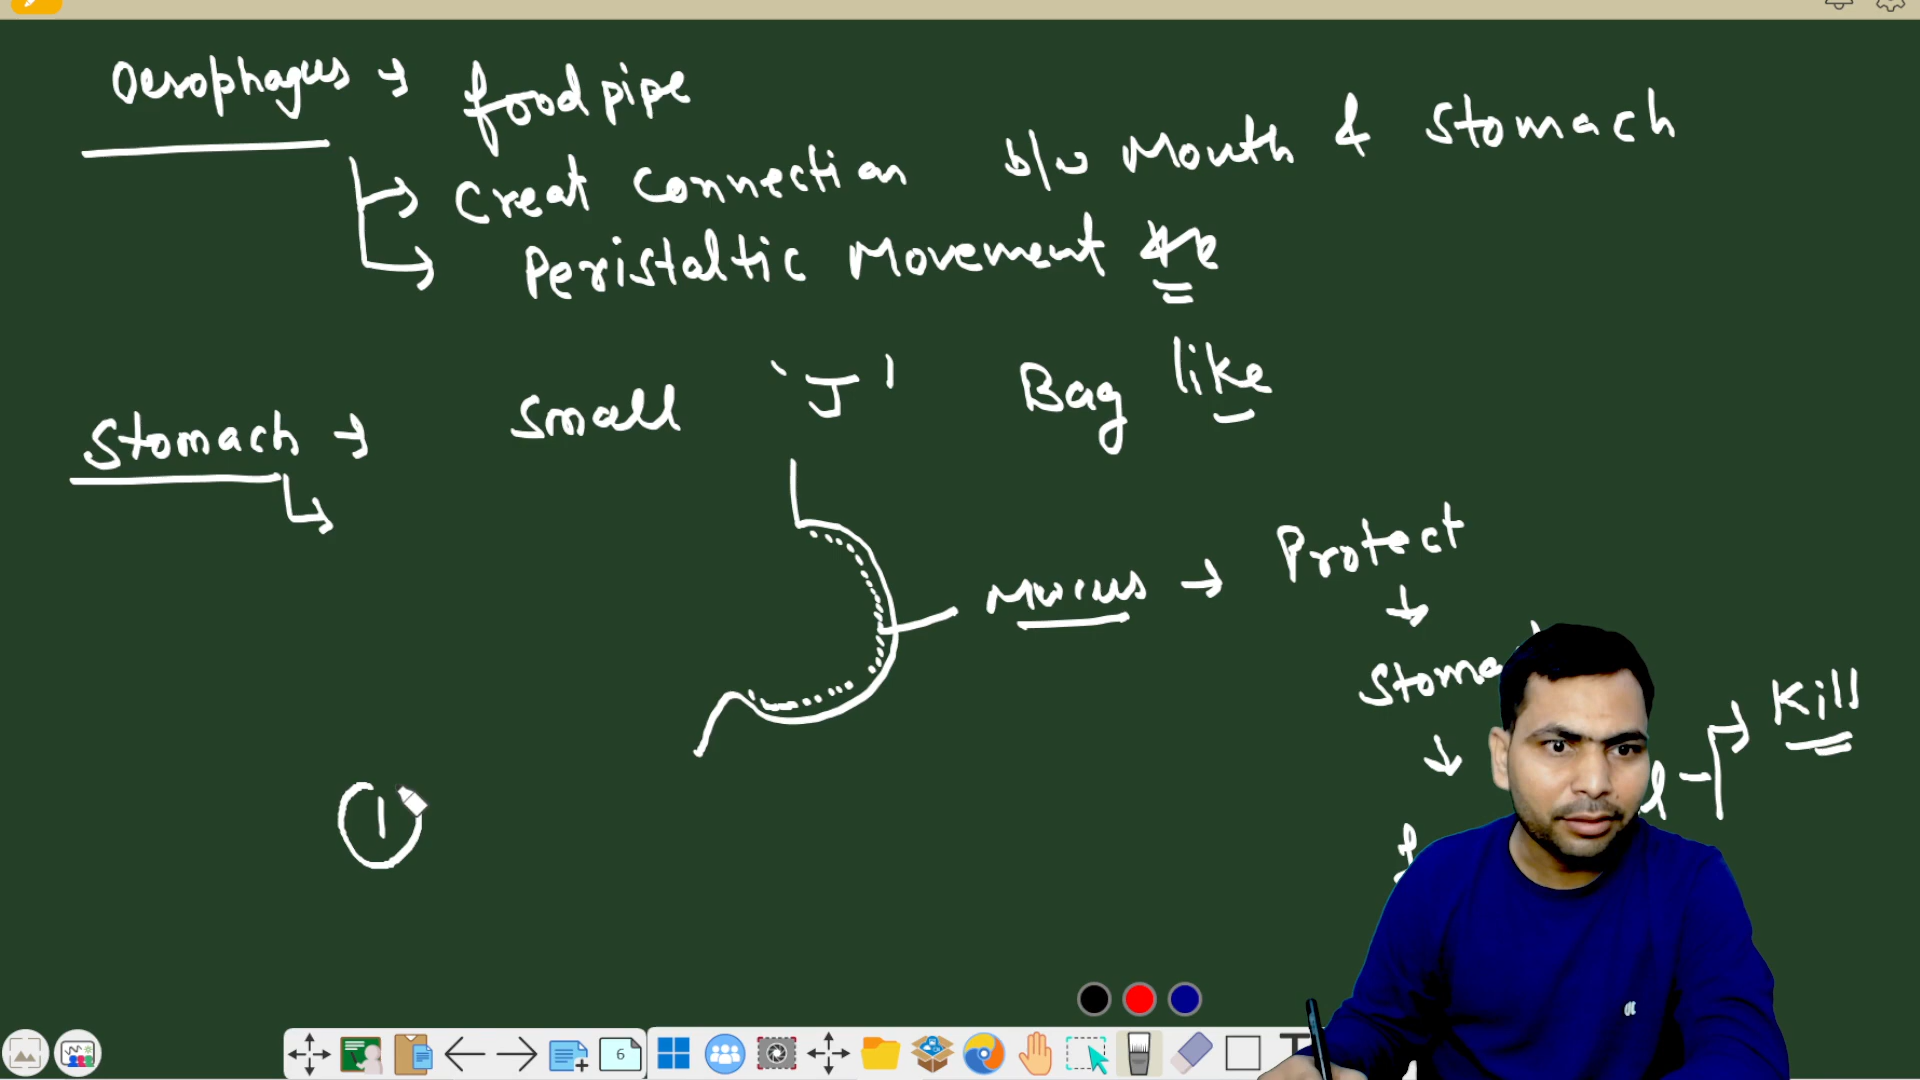 Oesophagus → food pipe
→ Creat Connection b/w Mouth & Stomach
→ Peristaltic Movement
Stomach → Small 'J' Bag like
Mucus → Protect
↓
↓
Kill
1
6